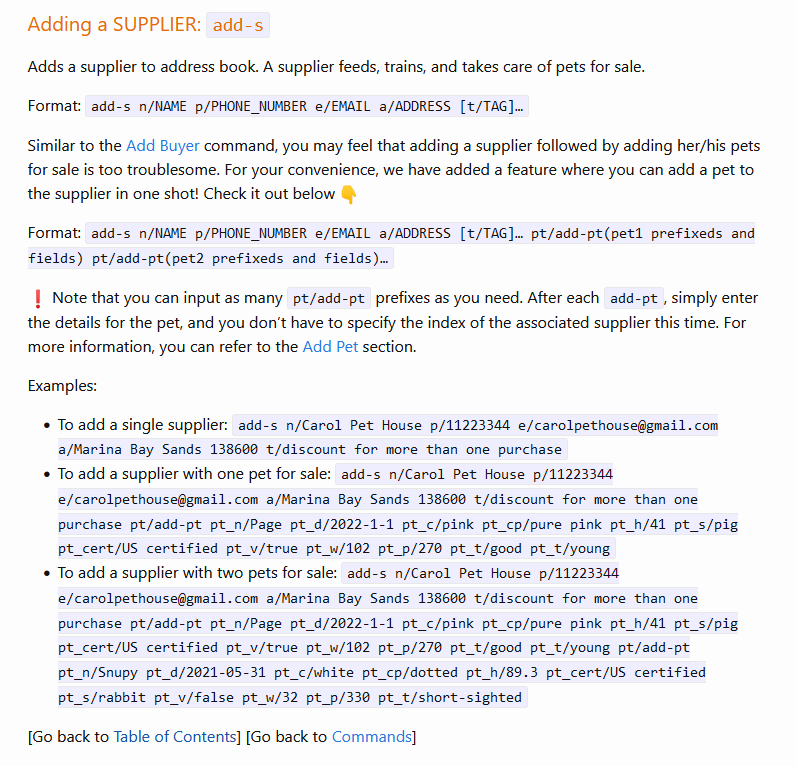 Adding a SUPPLIER: add-s
Adds a supplier to address book. A supplier feeds, trains, and takes care of pets for sale.
Format: add-s n/NAME p/PHONE_NUMBER e/EMAIL a/ADDRESS [t/TAG]…
Similar to the Add Buyer command, you may feel that adding a supplier followed by adding her/his pets
for sale is too troublesome. For your convenience, we have added a feature where you can add a pet to
the supplier in one shot! Check it out below 👇
Format: add-s n/NAME p/PHONE_NUMBER e/EMAIL a/ADDRESS [t/TAG]… pt/add-pt(pet1 prefixeds and
fields) pt/add-pt(pet2 prefixeds and fields)…
❗ Note that you can input as many pt/add-pt prefixes as you need. After each add-pt, simply enter
the details for the pet, and you don’t have to specify the index of the associated supplier this time. For
more information, you can refer to the Add Pet section.
Examples:
• To add a single supplier: add-s n/Carol Pet House p/11223344 e/carolpethouse@gmail.com
a/Marina Bay Sands 138600 t/discount for more than one purchase
• To add a supplier with one pet for sale: add-s n/Carol Pet House p/11223344
e/carolpethouse@gmail.com a/Marina Bay Sands 138600 t/discount for more than one
purchase pt/add-pt pt_n/Page pt_d/2022-1-1 pt_c/pink pt_cp/pure pink pt_h/41 pt_s/pig
pt_cert/US certified pt_v/true pt_w/102 pt_p/270 pt_t/good pt_t/young
• To add a supplier with two pets for sale: add-s n/Carol Pet House p/11223344
e/carolpethouse@gmail.com a/Marina Bay Sands 138600 t/discount for more than one
purchase pt/add-pt pt_n/Page pt_d/2022-1-1 pt_c/pink pt_cp/pure pink pt_h/41 pt_s/pig
pt_cert/US certified pt_v/true pt_w/102 pt_p/270 pt_t/good pt_t/young pt/add-pt
pt_n/Snupy pt_d/2021-05-31 pt_c/white pt_cp/dotted pt_h/89.3 pt_cert/US certified
pt_s/rabbit pt_v/false pt_w/32 pt_p/330 pt_t/short-sighted
[Go back to Table of Contents] [Go back to Commands]